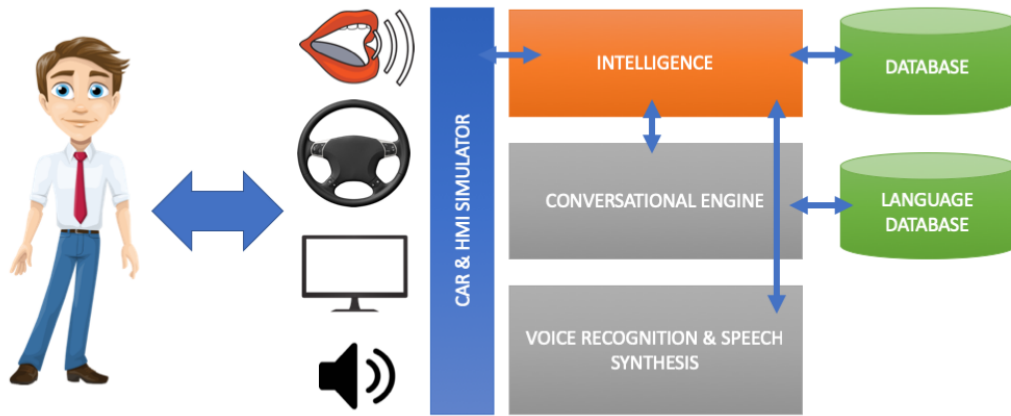 CAR & HMI SIMULATOR
INTELLIGENCE
DATABASE
CONVERSATIONAL ENGINE
LANGUAGE
DATABASE
VOICE RECOGNITION & SPEECH
SYNTHESIS